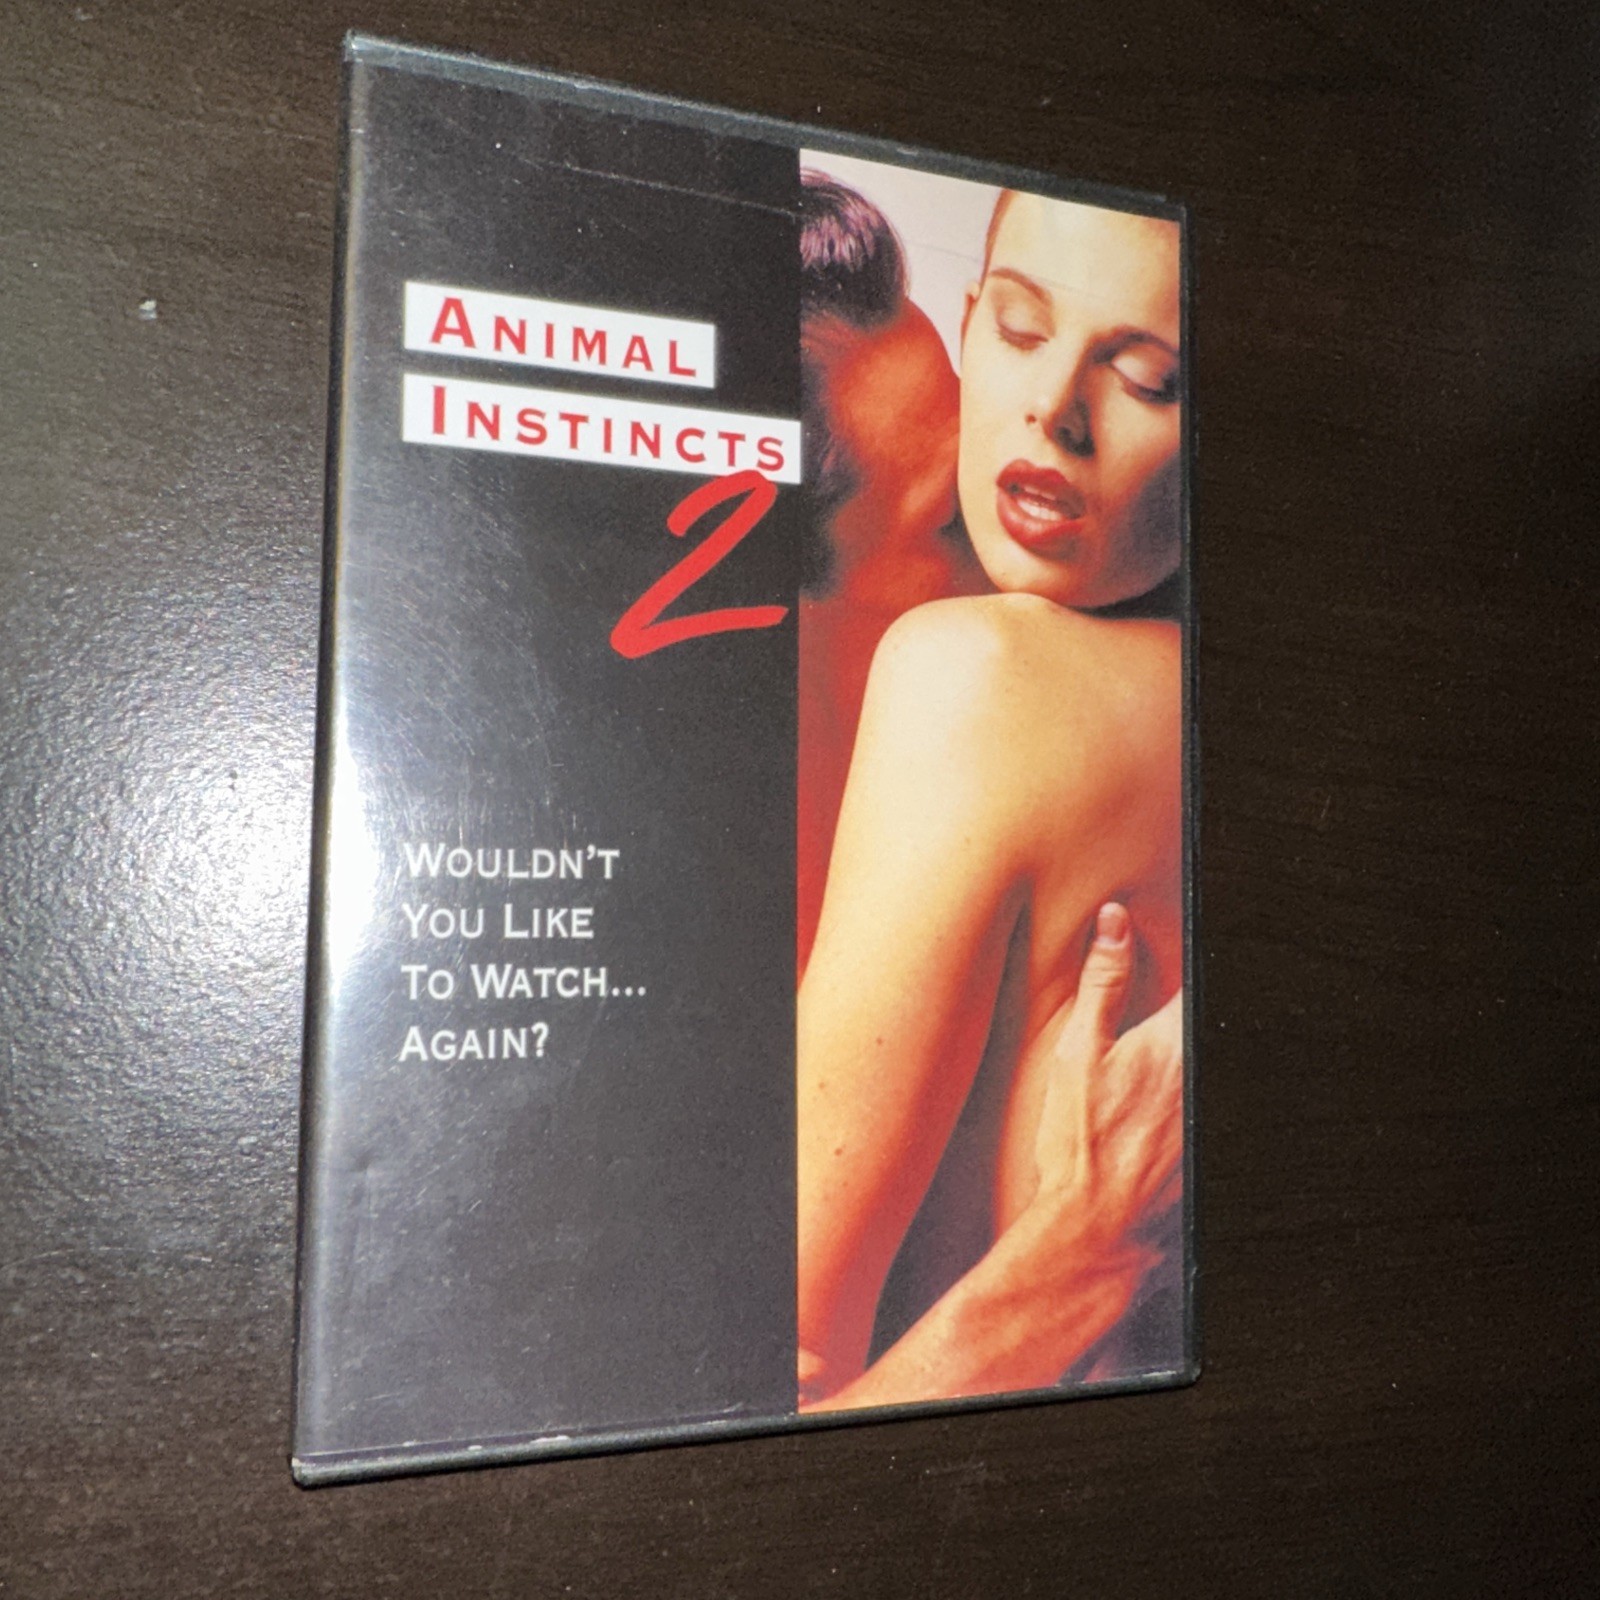 ANIMAL
INSTINCTS
2
WOULDN'T
YOU LIKE
TO WATCH...
AGAIN?